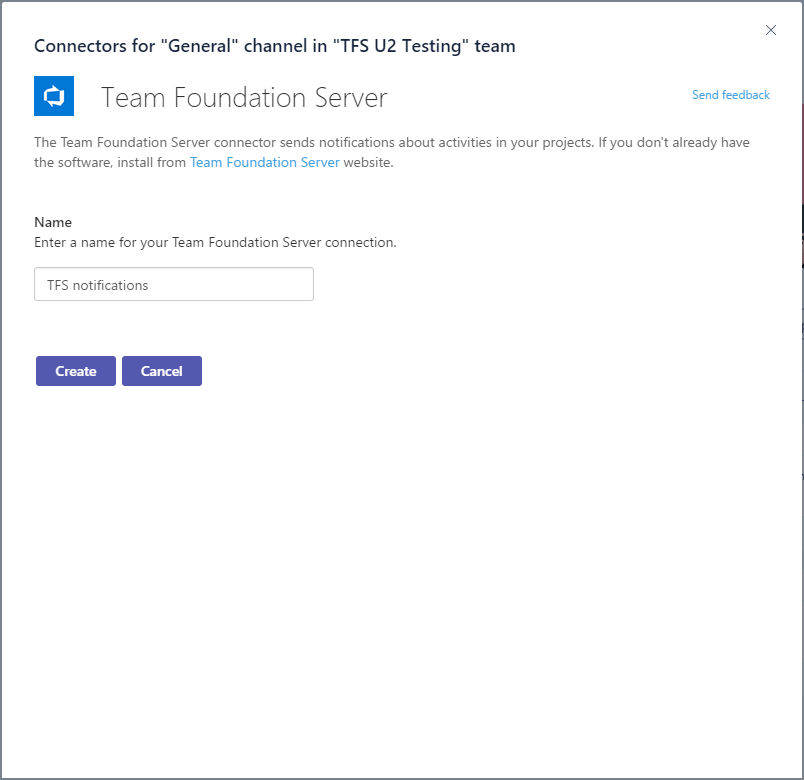 Connectors for "General" channel in "TFS U2 Testing" team
Team Foundation Server
Send feedback
The Team Foundation Server connector sends notifications about activities in your projects. If you don't already have
the software, install from Team Foundation Server website.
Name
Enter a name for your Team Foundation Server connection.
TFS notifications
Create
Cancel